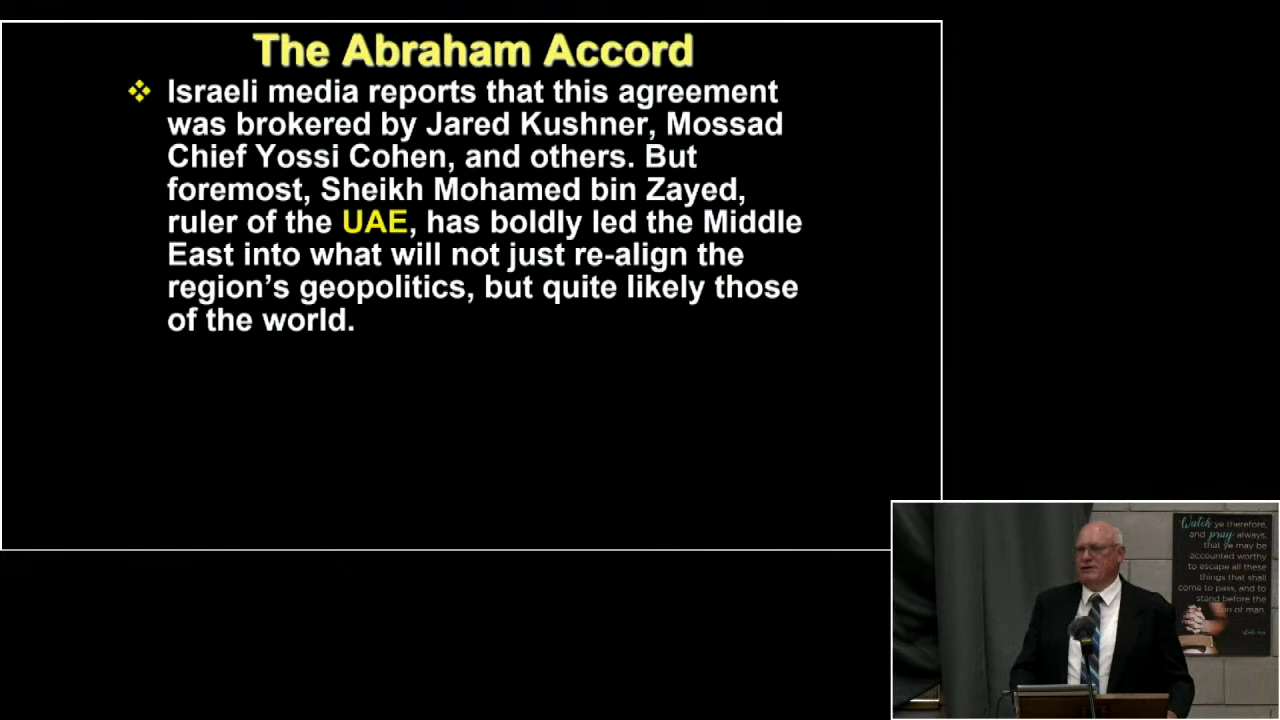 The Abraham Accord
Israeli media reports that this agreement
was brokered by Jared Kushner, Mossad
Chief Yossi Cohen, and others. But
foremost, Sheikh Mohamed bin Zayed,
ruler of the UAE, has boldly led the Middle
East into what will not just re-align the
region's geopolitics, but quite likely those
of the world.
Watch ye therefore,
and pray always,
that ye may be
accounted worthy
to escape all these
things that shall
come to pass, and to
stand before the
of man.